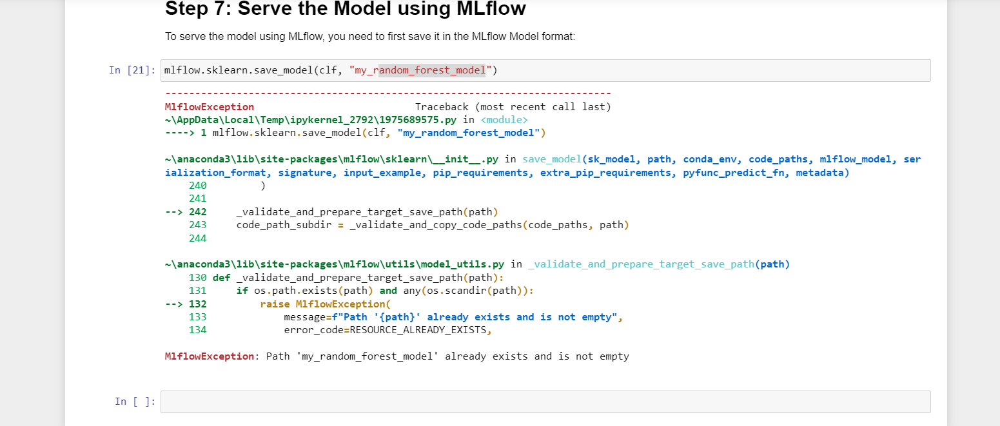 Step 7: Serve the Model using MLflow
To serve the model using MLflow, you need to first save it in the MLflow Model format:
In [21]: mlflow.sklearn.save_model(clf, "my_random_forest_model")
---------------------------------------------------------------------------
MlflowException                           Traceback (most recent call last)
~\AppData\Local\Temp\ipykernel_2792\1975689575.py in <module>
----> 1 mlflow.sklearn.save_model(clf, "my_random_forest_model")
~\anaconda3\lib\site-packages\mlflow\sklearn\__init__.py in save_model(sk_model, path, conda_env, code_paths, mlflow_model, ser
ialization_format, signature, input_example, pip_requirements, extra_pip_requirements, pyfunc_predict_fn, metadata)
    240         )
    241
--> 242     _validate_and_prepare_target_save_path(path)
    243     code_path_subdir = _validate_and_copy_code_paths(code_paths, path)
    244
~\anaconda3\lib\site-packages\mlflow\utils\model_utils.py in _validate_and_prepare_target_save_path(path)
    130 def _validate_and_prepare_target_save_path(path):
    131     if os.path.exists(path) and any(os.scandir(path)):
--> 132         raise MlflowException(
    133             message=f"Path '{path}' already exists and is not empty",
    134             error_code=RESOURCE_ALREADY_EXISTS,
MlflowException: Path 'my_random_forest_model' already exists and is not empty
In [ ]: